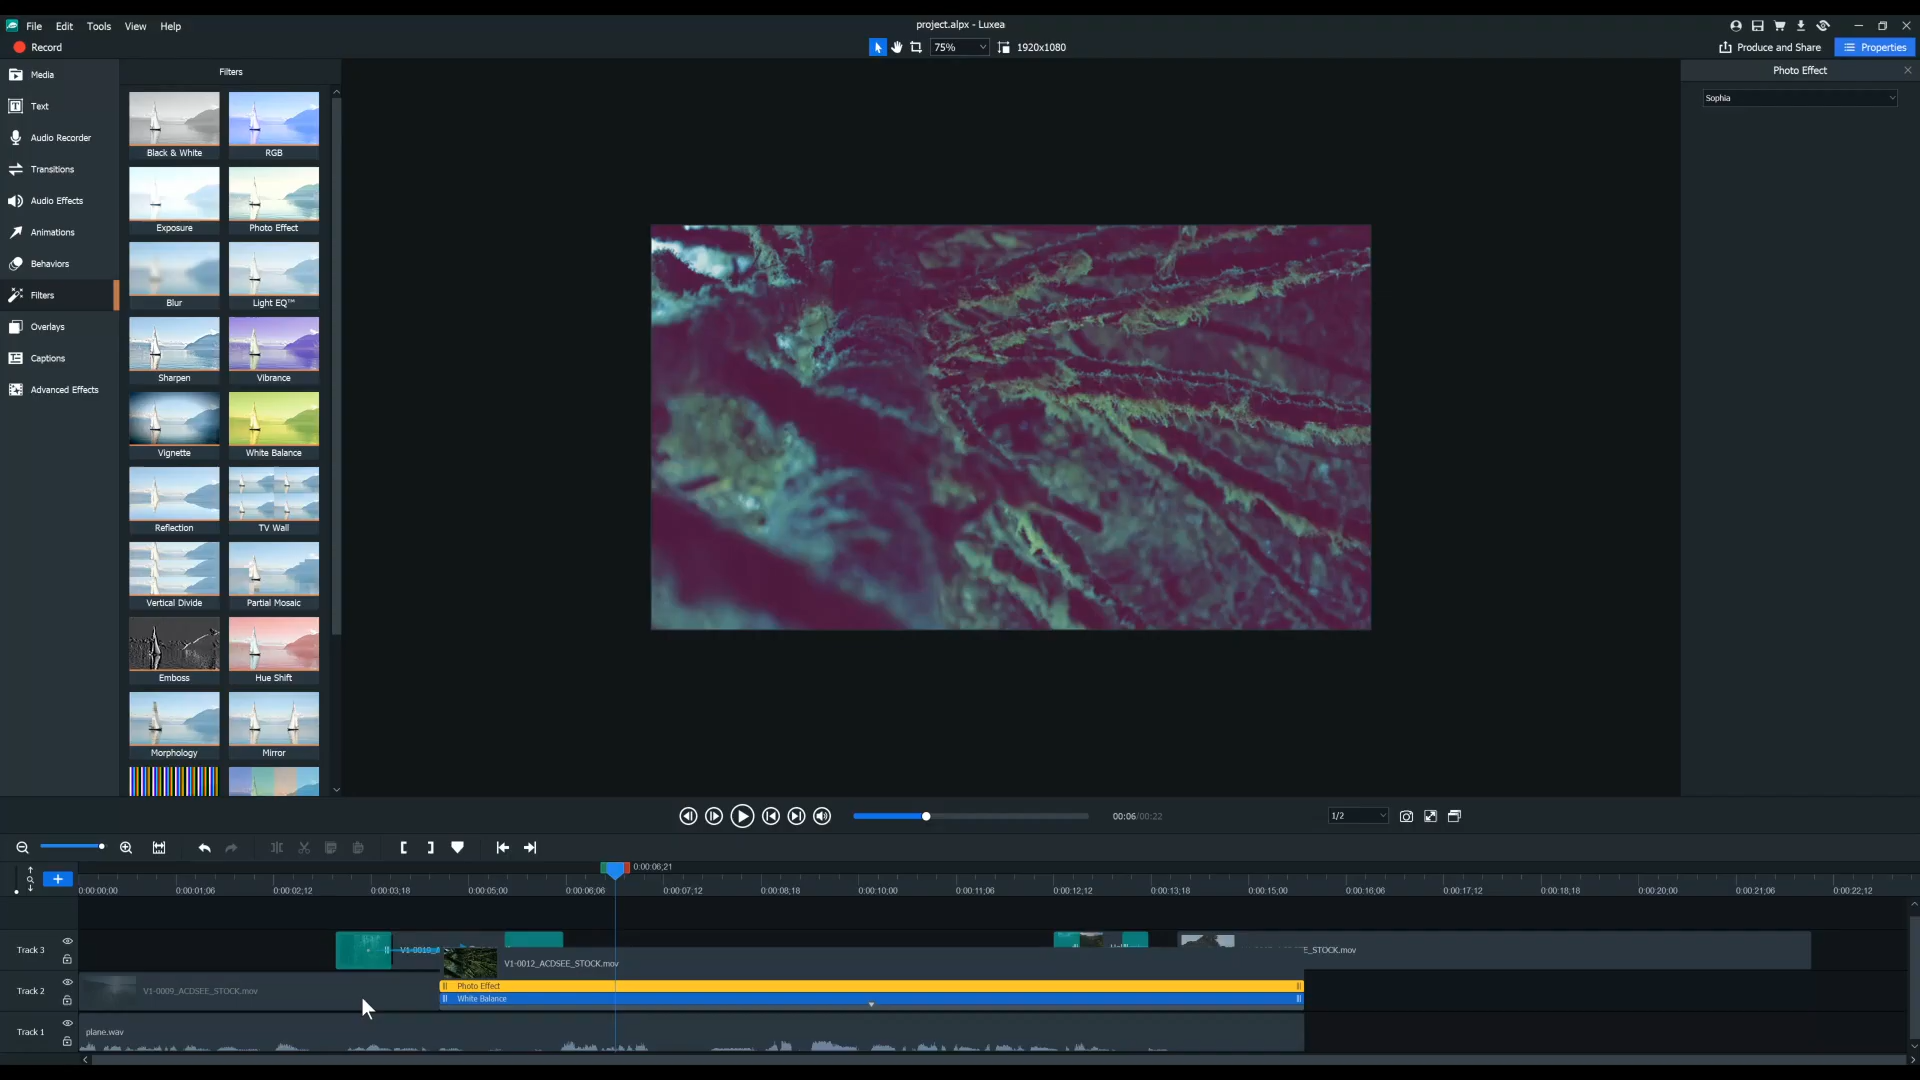 File Edit Tools View Help
project.alpx - Luxea
Record
75%
1920x1080
Produce and Share
Properties
Media
Text
Audio Recorder
Transitions
Audio Effects
Animations
Behaviors
Filters
Overlays
Captions
Advanced Effects
Filters
Black & White
RGB
Exposure
Photo Effect
Blur
Light EQ™
Sharpen
Vibrance
Vignette
White Balance
Reflection
TV Wall
Vertical Divide
Partial Mosaic
Emboss
Hue Shift
Morphology
Mirror
Photo Effect
Sophia
00:06/00:22
1/2
0:00:06;21
0:00:00;00 0:00:01;06 0:00:02;12 0:00:03;18 0:00:05;00 0:00:06;06 0:00:07;12 0:00:08;18 0:00:10;00 0:00:11;06 0:00:12;12 0:00:13;18 0:00:15;00 0:00:16;06 0:00:17;12 0:00:18;18 0:00:20;00 0:00:21;06 0:00:22;12
Track 3
E_STOCK.mov
V1-0012_ACDSEE_STOCK.mov
Photo Effect
White Balance
Track 2
V1-0009_ACDSEE_STOCK.mov
Track 1
plane.wav